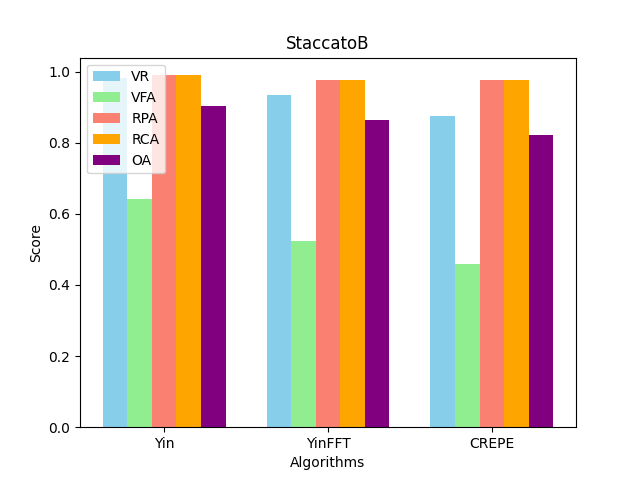 StaccatoB
VR
VFA
RPA
RCA
OA
1.0
0.8
0.6
0.4
0.2
0.0
Score
Yin YinFFT CREPE
Algorithms